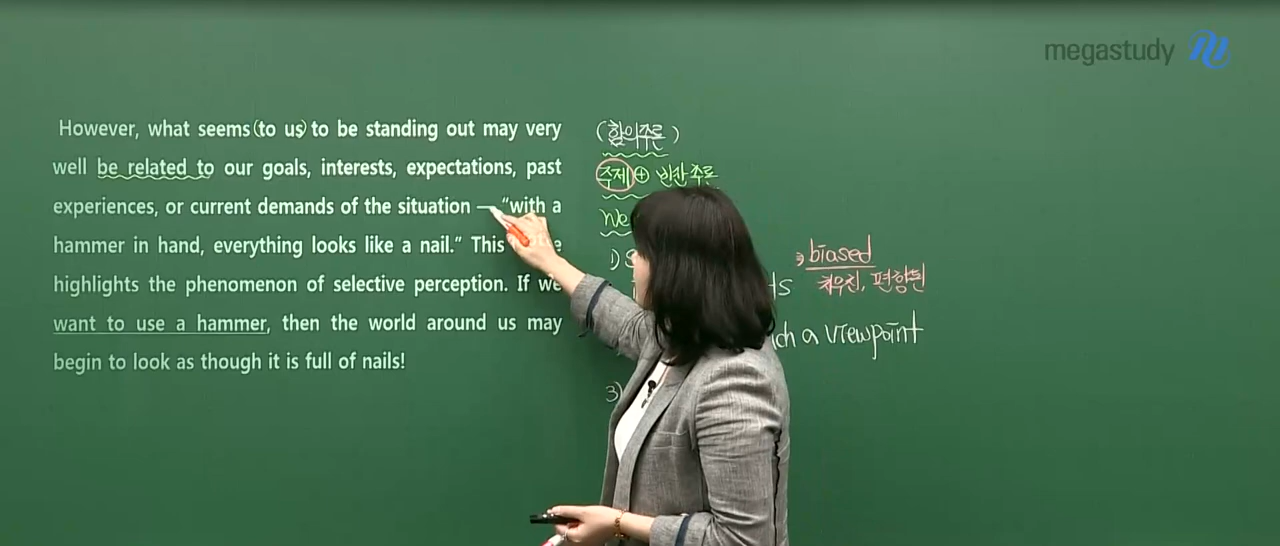 megastudy
However, what seems (to us) to be standing out may very
well be related to our goals, interests, expectations, past
experiences, or current demands of the situation — “with a
hammer in hand, everything looks like a nail.” This
highlights the phenomenon of selective perception. If we
want to use a hammer, then the world around us may
begin to look as though it is full of nails!
(함의추론)
주제 ⊕ 빈칸추론
We
1) S
biased
치우친, 편향된
ch a viewpoint
3)